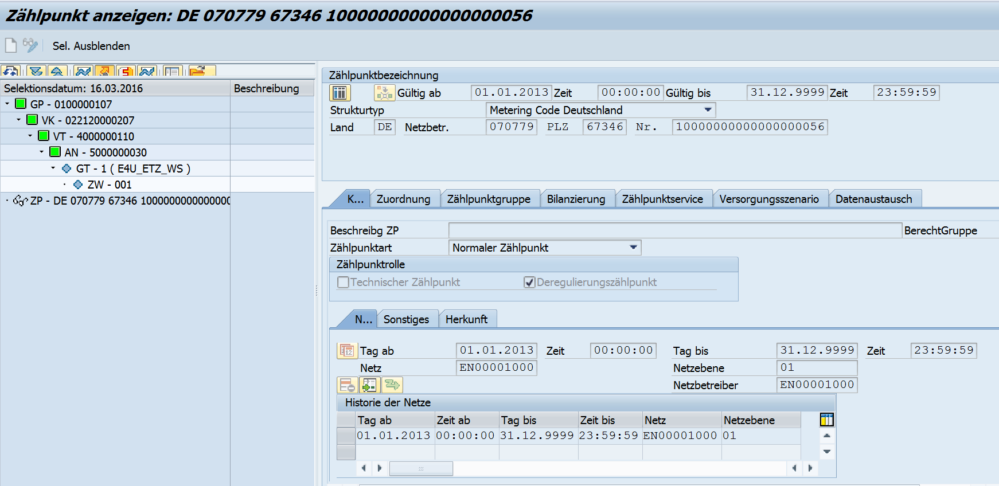 Zählpunkt anzeigen: DE 070779 67346 10000000000000000056
Sel. Ausblenden
Selektionsdatum: 16.03.2016 Beschreibung
GP - 0100000107
VK - 022120000207
VT - 4000000110
AN - 5000000030
GT - 1 ( E4U_ETZ_WS )
ZW - 001
ZP - DE 070779 67346 1000000000000000
Zählpunktbezeichnung
Gültig ab 01.01.2013 Zeit 00:00:00 Gültig bis 31.12.9999 Zeit 23:59:59
Strukturtyp Metering Code Deutschland
Land DE Netzbetr. 070779 PLZ 67346 Nr. 10000000000000000056
K... Zuordnung Zählpunktgruppe Bilanzierung Zählpunktservice Versorgungsszenario Datenaustausch
Beschreibg ZP BerechtGruppe
Zählpunktart Normaler Zählpunkt
Zählpunktrolle
Technischer Zählpunkt Deregulierungszählpunkt
N... Sonstiges Herkunft
Tag ab 01.01.2013 Zeit 00:00:00 Tag bis 31.12.9999 Zeit 23:59:59
Netz EN00001000 Netzebene 01
Netzbetreiber EN00001000
Historie der Netze
Tag ab Zeit ab Tag bis Zeit bis Netz Netzebene
01.01.2013 00:00:00 31.12.9999 23:59:59 EN00001000 01